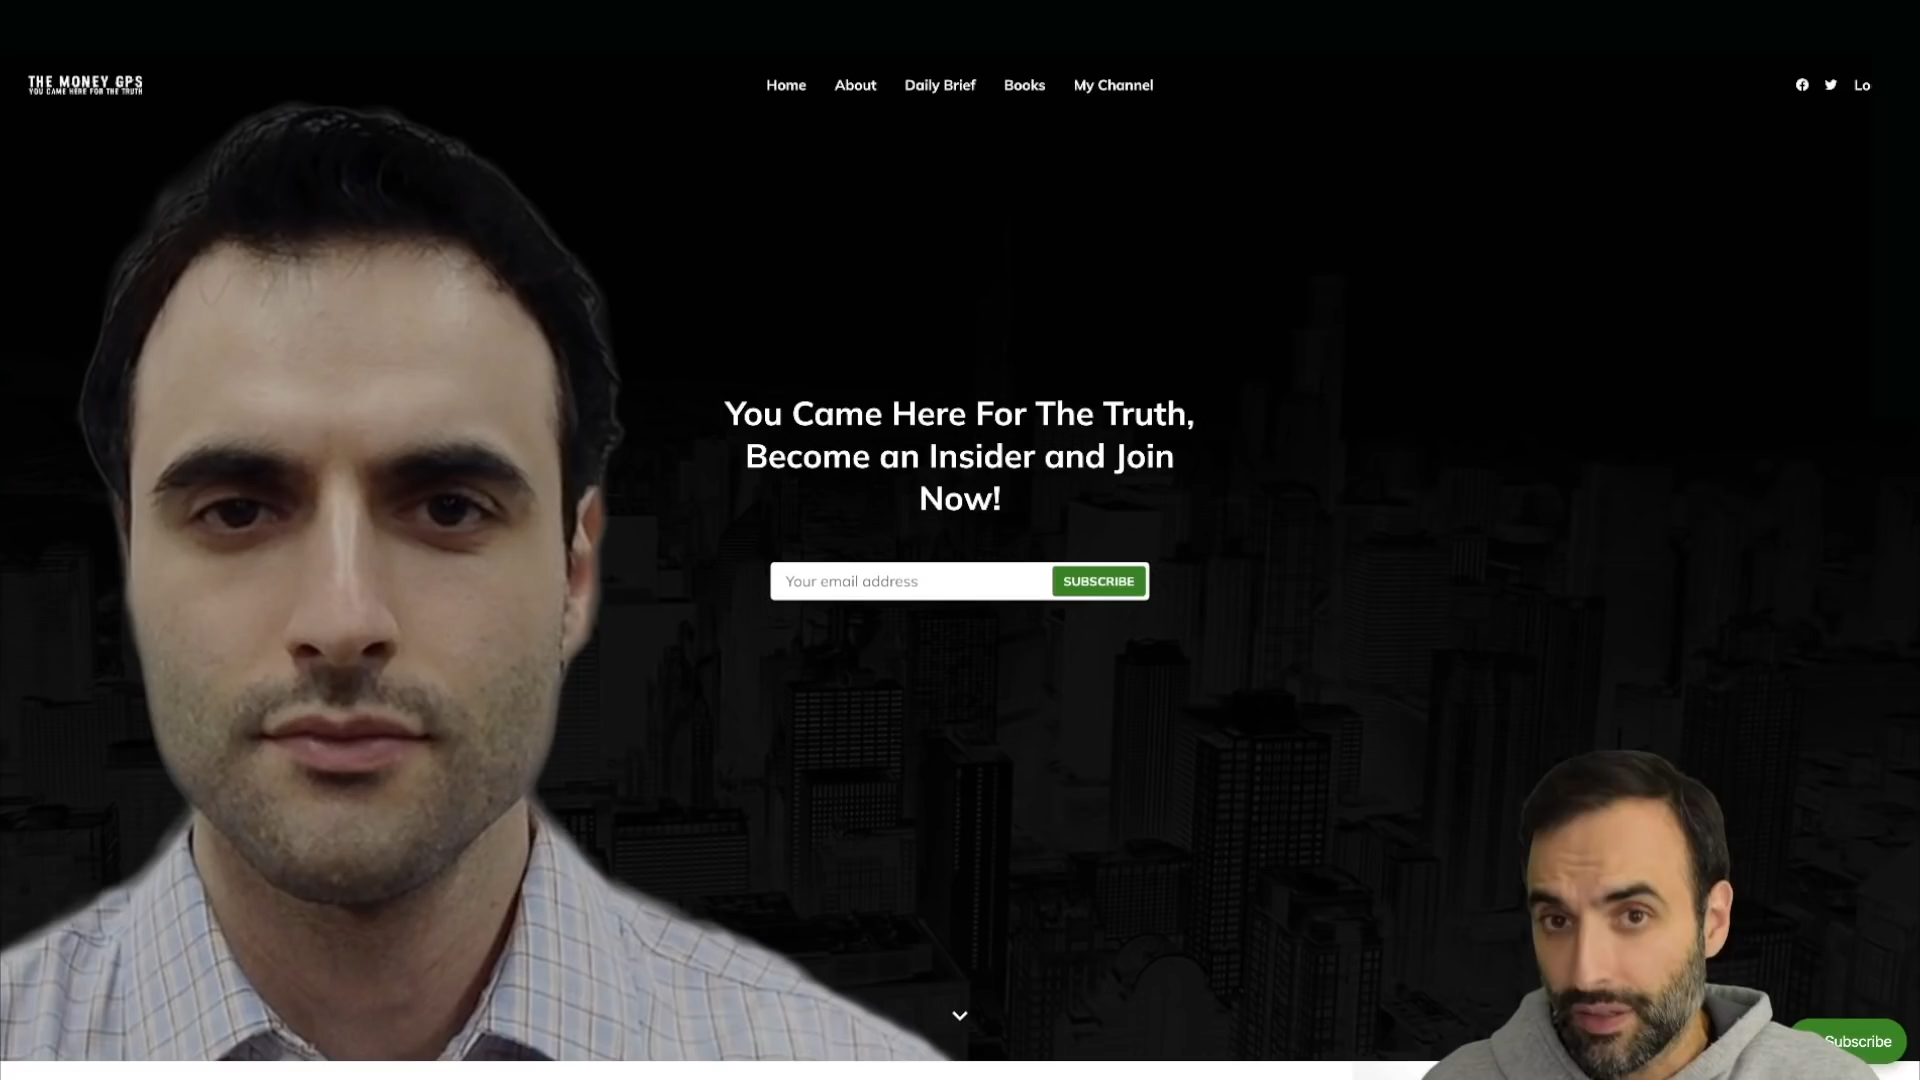 THE MONEY GPS
YOU CAME HERE FOR THE TRUTH
Home
About
Daily Brief
Books
My Channel
Lo
You Came Here For The Truth,
Become an Insider and Join
Now!
Your email address
SUBSCRIBE
Subscribe